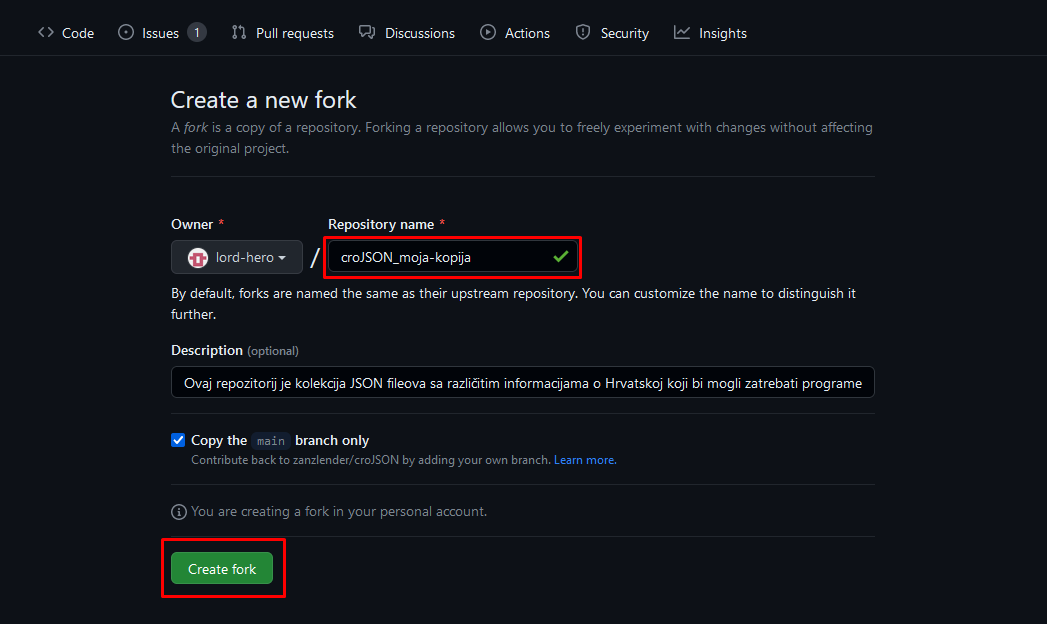 Code Issues 1 Pull requests Discussions Actions Security Insights
Create a new fork
A fork is a copy of a repository. Forking a repository allows you to freely experiment with changes without affecting
the original project.
Owner * Repository name *
lord-hero / croJSON_moja-kopija
By default, forks are named the same as their upstream repository. You can customize the name to distinguish it
further.
Description (optional)
Ovaj repozitorij je kolekcija JSON fileova sa različitim informacijama o Hrvatskoj koji bi mogli zatrebati programe
Copy the main branch only
Contribute back to zanzlender/croJSON by adding your own branch. Learn more.
You are creating a fork in your personal account.
Create fork